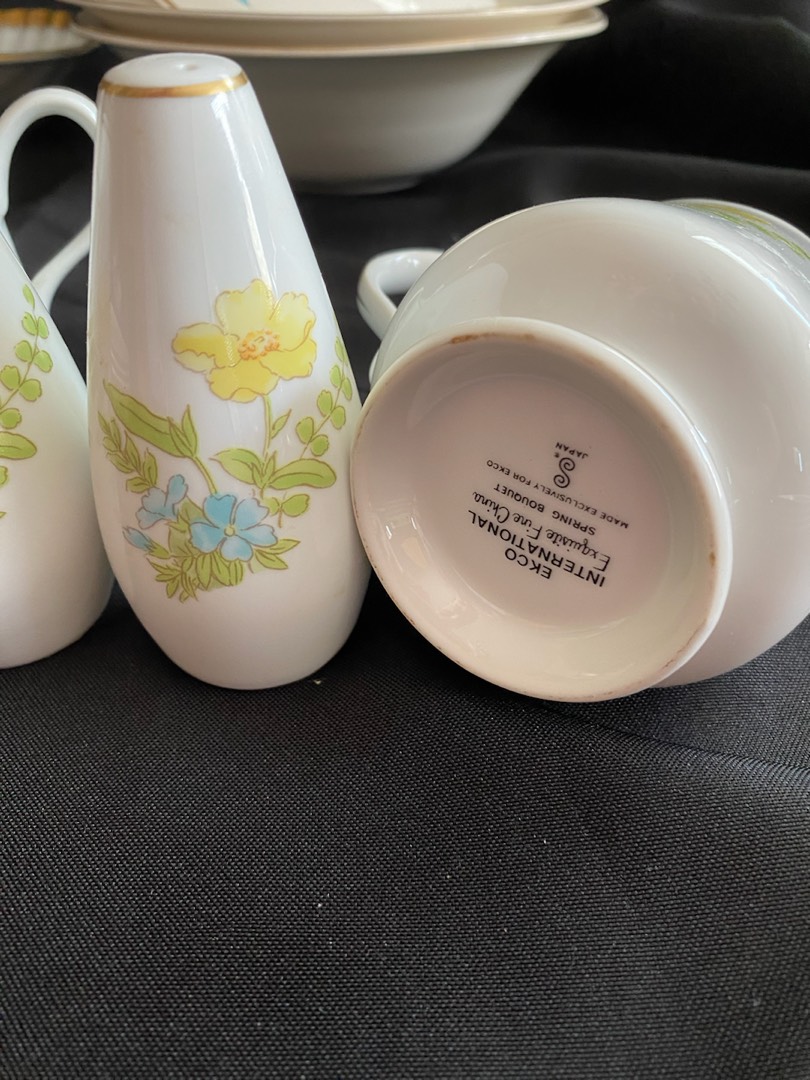 EKCO
INTERNATIONAL
Exquisite Fine China
SPRING BOUQUET
MADE EXCLUSIVELY FOR EKCO
S®
JAPAN